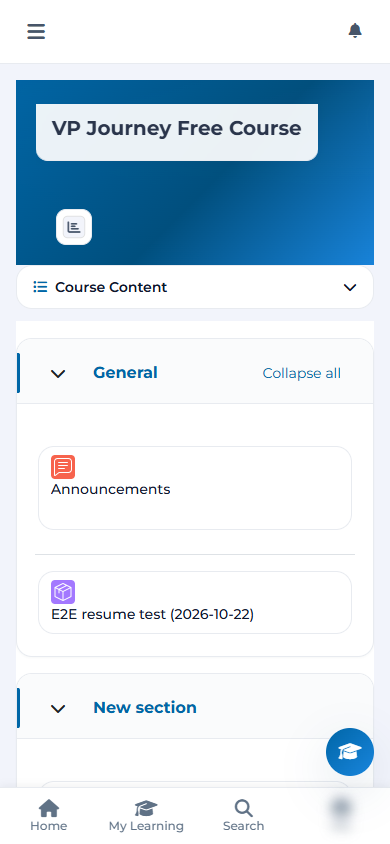 VP Journey Free Course
Course Content
General
Collapse all
Announcements
E2E resume test (2026-10-22)
New section
Home
My Learning
Search